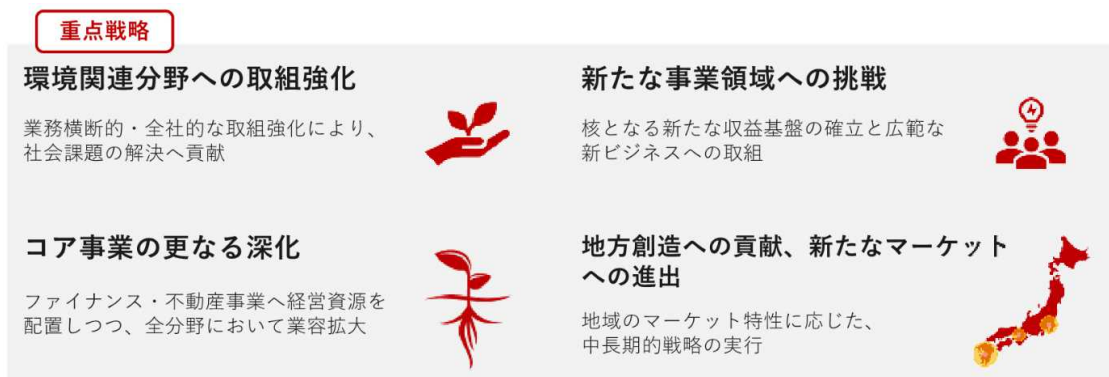 重点戦略
環境関連分野への取組強化
業務横断的・全社的な取組強化により、
社会課題の解決へ貢献
新たな事業領域への挑戦
核となる新たな収益基盤の確立と広範な
新ビジネスへの取組
コア事業の更なる深化
ファイナンス・不動産事業へ経営資源を
配置しつつ、全分野において業容拡大
地方創造への貢献、新たなマーケット
への進出
地域のマーケット特性に応じた、
中長期的戦略の実行